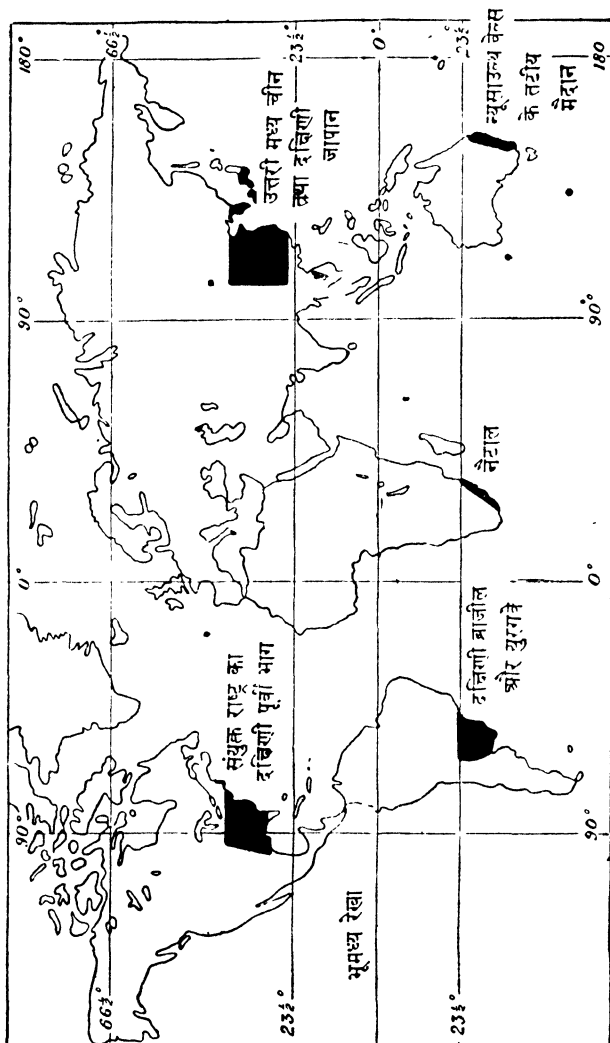 90° 0° 90° 180°
66½° 66½°
संयुक्त राष्ट्र का
दक्षिणी पूर्वी भाग
उत्तरी मध्य चीन
तथा दक्षिणी
जापान
23½° 23½°
भूमध्य रेखा
0°
23½° 23½°
दक्षिणी ब्राजील
और युरुग्वे
नैटाल
न्यूसाउथ वेल्स
के तटीय
मैदान
90° 0° 90° 180